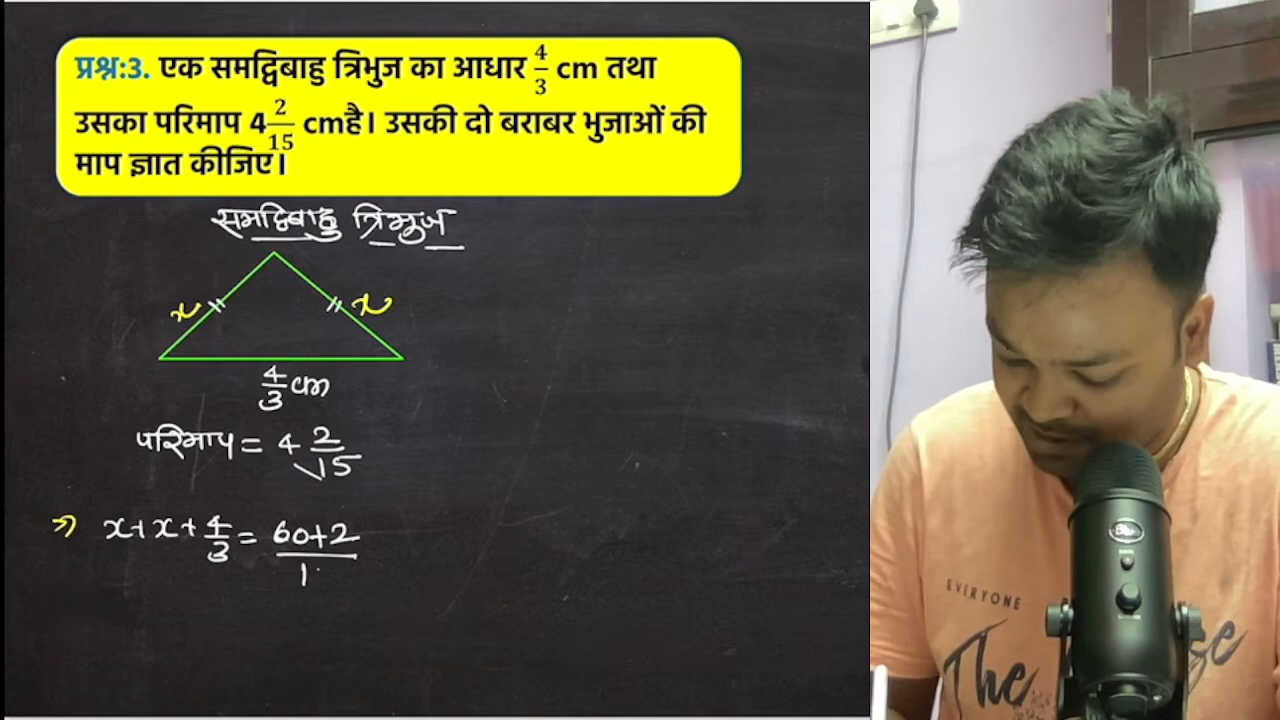 प्रश्न:3. एक समद्विबाहु त्रिभुज का आधार 4/3 cm तथा
उसका परिमाप 4 2/15 cmहै। उसकी दो बराबर भुजाओं की
माप ज्ञात कीजिए।
समद्विबाहु त्रिभुज
x x
4/3 cm
परिमाप = 4 2/15
⇒ x+x+4/3 = 60+2/1
EVERYONE
The